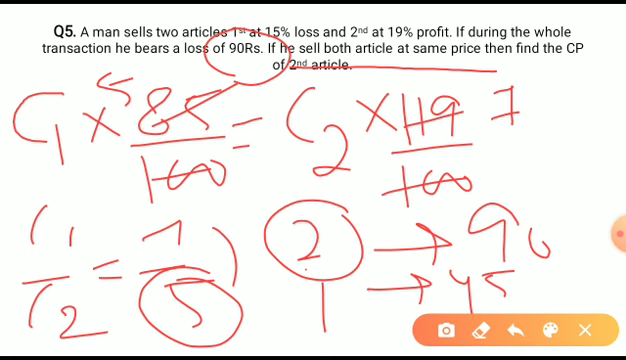 Q5. A man sells two articles 1st at 15% loss and 2nd at 19% profit. If during the whole
transaction he bears a loss of 90Rs. If he sell both article at same price then find the CP
of 2nd article.
C1 × 85/100 = C2 × 119/100
5 7
C1/C2 = 7/5
2 → 90
1 → 45